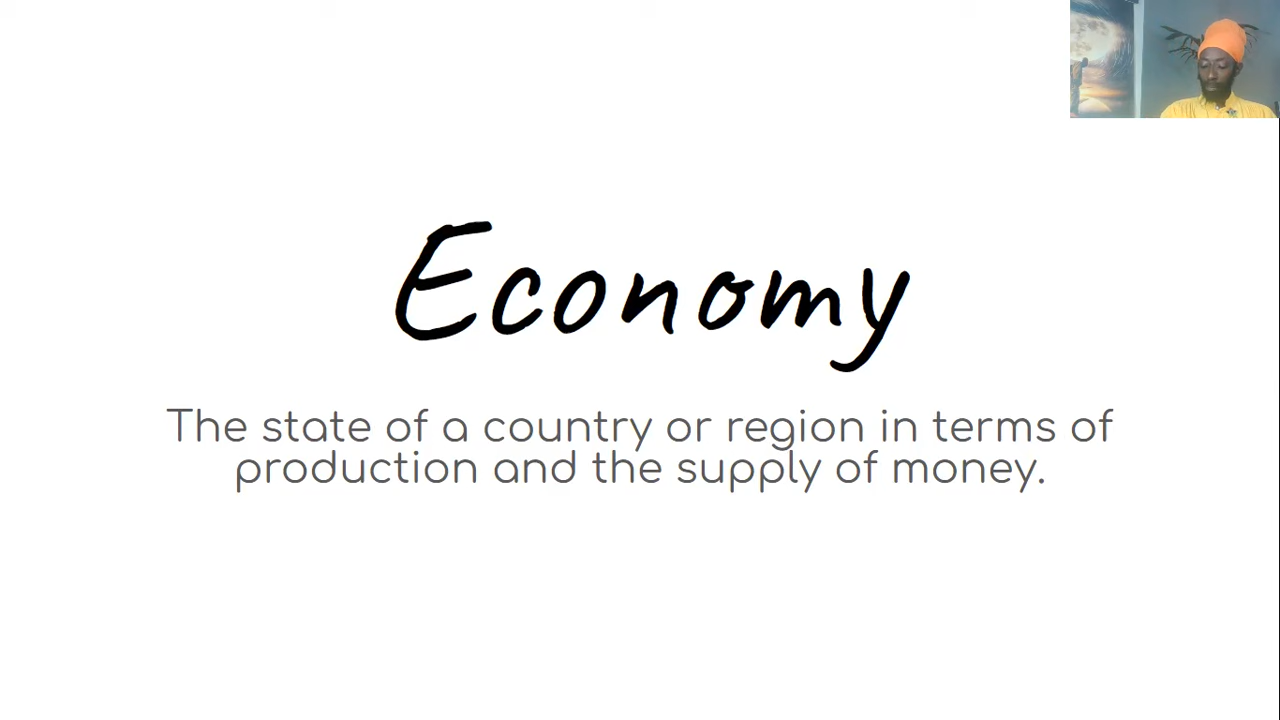 Economy
The state of a country or region in terms of
production and the supply of money.